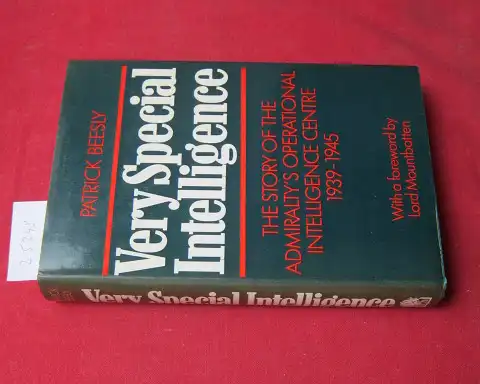 PATRICK BEESLY
Very Special
Intelligence
THE STORY OF THE
ADMIRALTY'S OPERATIONAL
INTELLIGENCE CENTRE
1939-1945
With a foreword by
Lord Mountbatten
Very Special Intelligence